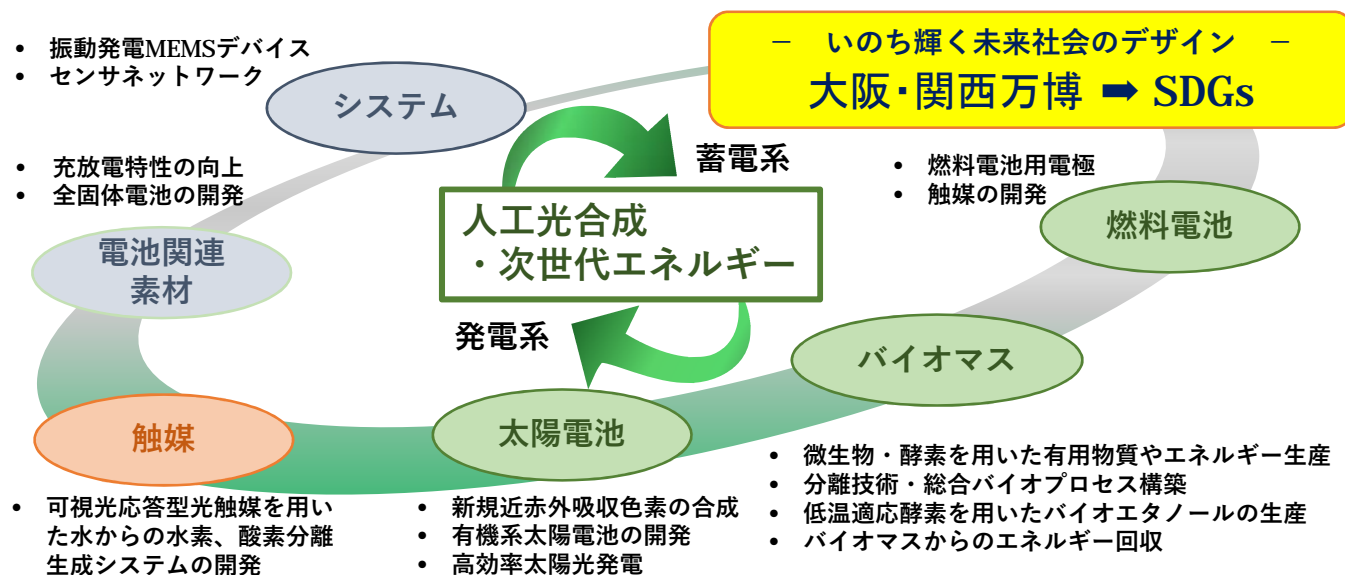 • 振動発電MEMSデバイス
• センサネットワーク
システム
－ いのち輝く未来社会のデザイン －
大阪・関西万博 ➡ SDGs
• 充放電特性の向上
• 全固体電池の開発
電池関連
素材
蓄電系
人工光合成
・次世代エネルギー
発電系
• 燃料電池用電極
• 触媒の開発
燃料電池
バイオマス
触媒
太陽電池
• 可視光応答型光触媒を用い
た水からの水素、酸素分離
生成システムの開発
• 新規近赤外吸収色素の合成
• 有機系太陽電池の開発
• 高効率太陽光発電
• 微生物・酵素を用いた有用物質やエネルギー生産
• 分離技術・総合バイオプロセス構築
• 低温適応酵素を用いたバイオエタノールの生産
• バイオマスからのエネルギー回収